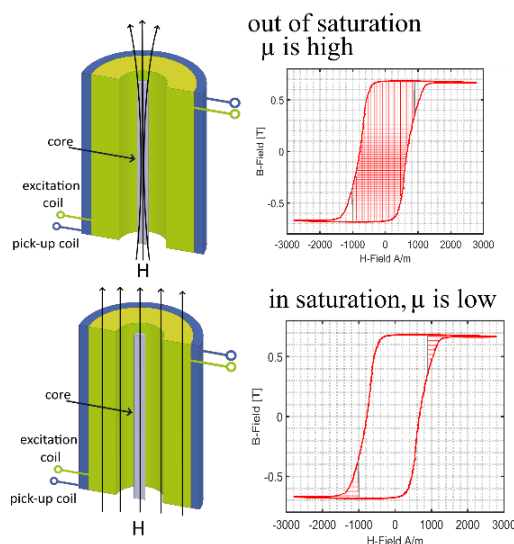 out of saturation
μ is high
core
excitation
coil
pick-up coil
H
B-Field [T]
0.5
0
-0.5
-3000 -2000 -1000 0 1000 2000 3000
H-Field A/m
in saturation, μ is low
core
excitation
coil
pick-up coil
H
B-Field [T]
0.5
0
-0.5
-3000 -2000 -1000 0 1000 2000 3000
H-Field A/m